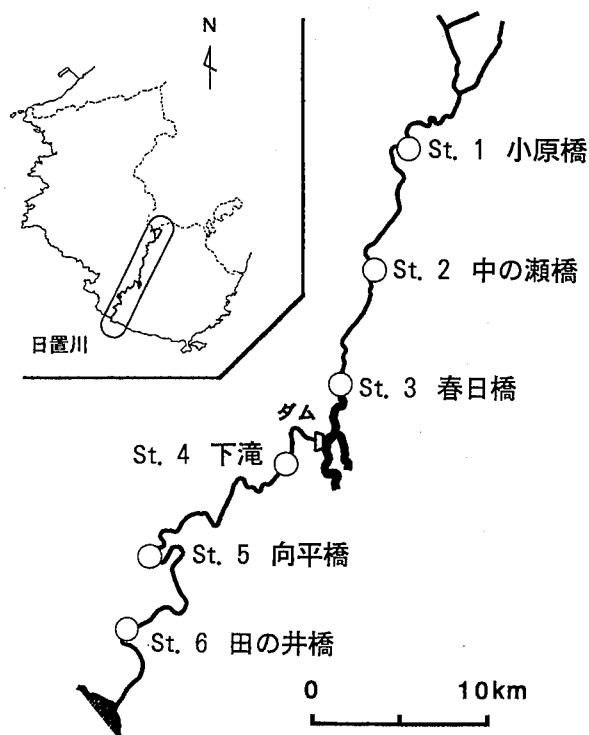 N
日置川
St. 1 小原橋
St. 2 中の瀬橋
St. 3 春日橋
ダム
St. 4 下滝
St. 5 向平橋
St. 6 田の井橋
0 10km